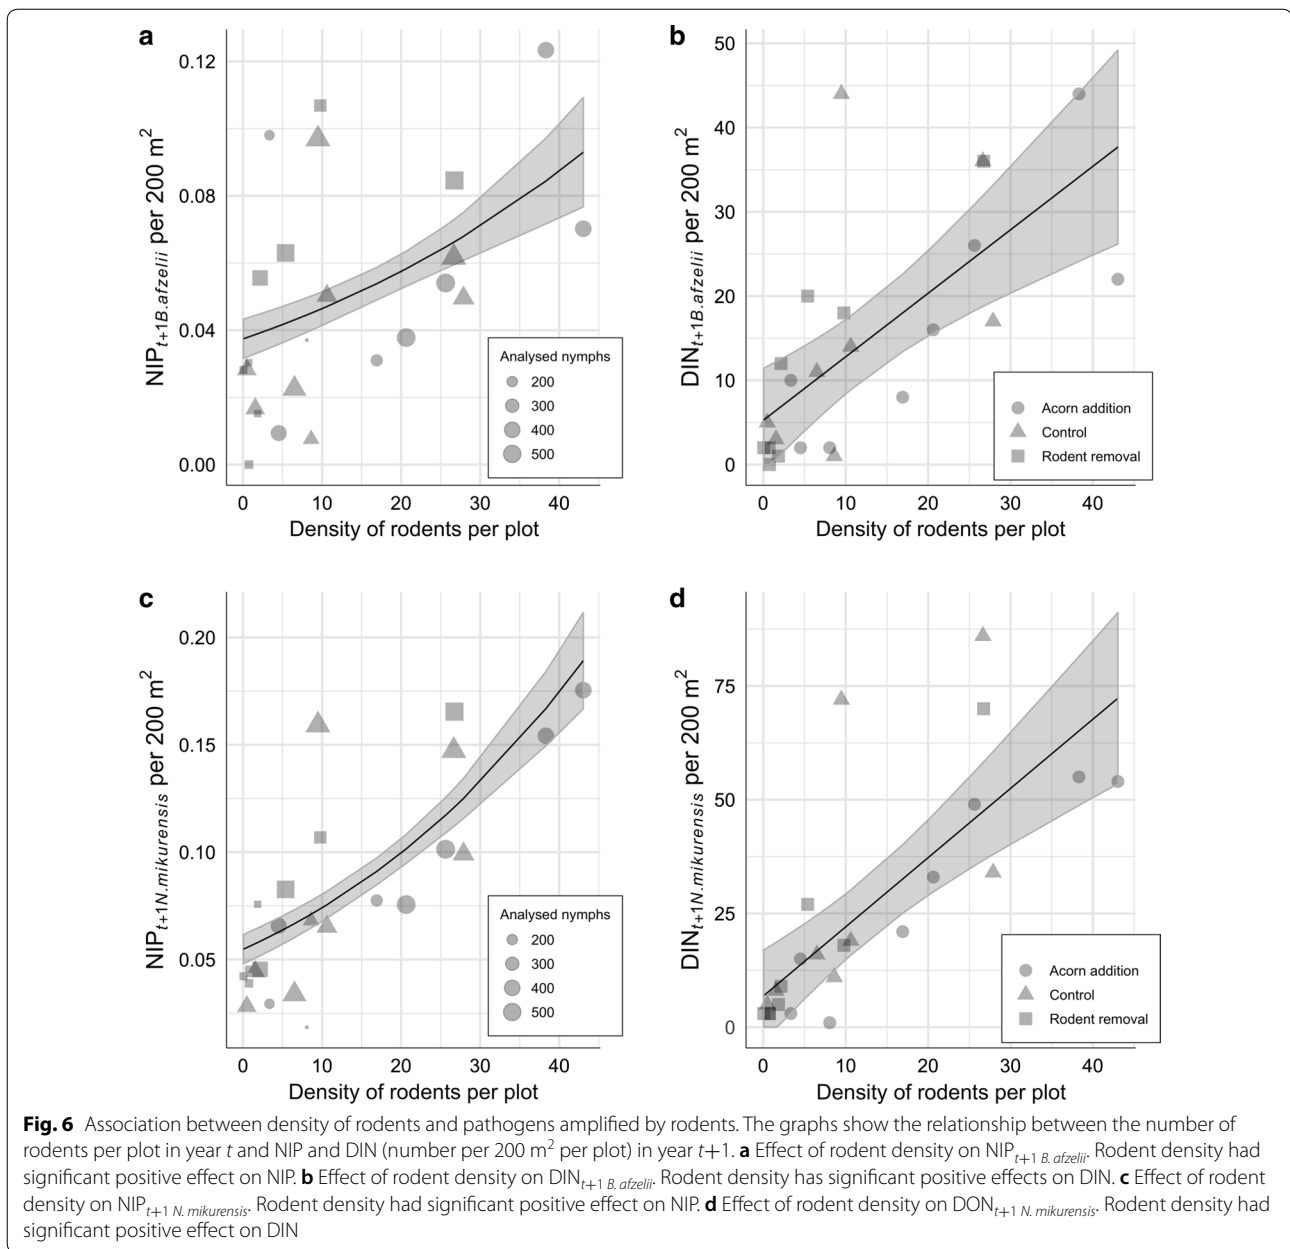 a
NIPt+1B.afzelii per 200 m2
0.12
0.08
0.04
0.00
Analysed nymphs
200
300
400
500
0 10 20 30 40
Density of rodents per plot
b
DINt+1B.afzelii per 200 m2
50
40
30
20
10
0
Acorn addition
Control
Rodent removal
0 10 20 30 40
Density of rodents per plot
c
NIPt+1N.mikurensis per 200 m2
0.20
0.15
0.10
0.05
Analysed nymphs
200
300
400
500
0 10 20 30 40
Density of rodents per plot
d
DINt+1N.mikurensis per 200 m2
75
50
25
0
Acorn addition
Control
Rodent removal
0 10 20 30 40
Density of rodents per plot
Fig. 6 Association between density of rodents and pathogens amplified by rodents. The graphs show the relationship between the number of
rodents per plot in year t and NIP and DIN (number per 200 m2 per plot) in year t+1. a Effect of rodent density on NIPt+1 B. afzelii. Rodent density had
significant positive effect on NIP. b Effect of rodent density on DINt+1 B. afzelii. Rodent density has significant positive effects on DIN. c Effect of rodent
density on NIPt+1 N. mikurensis. Rodent density had significant positive effect on NIP. d Effect of rodent density on DONt+1 N. mikurensis. Rodent density had
significant positive effect on DIN